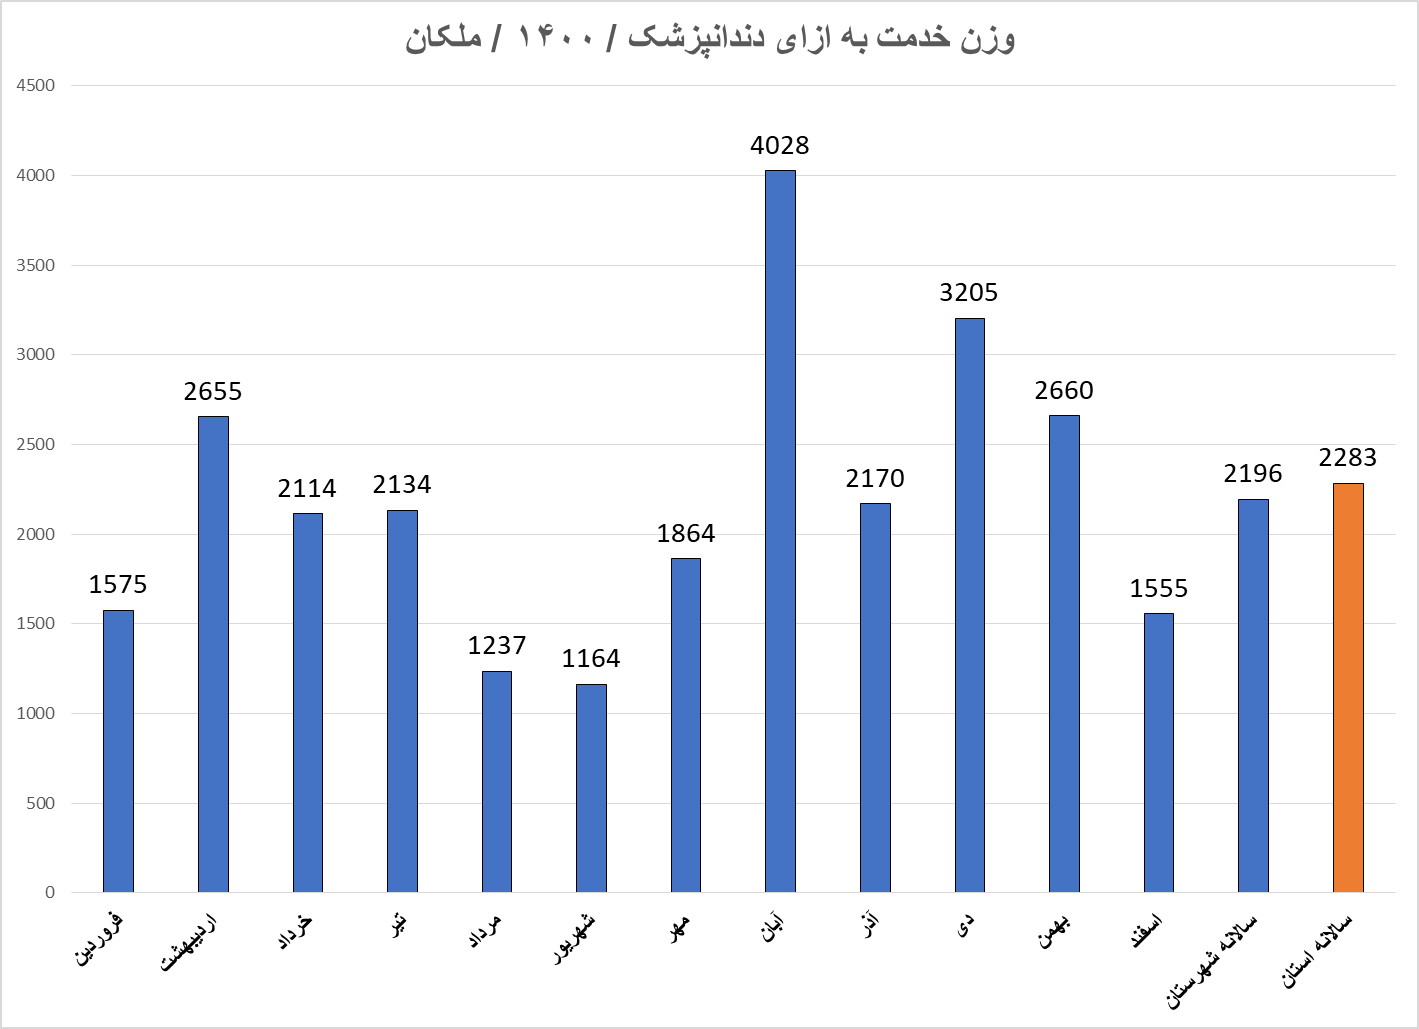 وزن خدمت به ازای دندانپزشک / ۱۴۰۰ / ملکان
4500
4000
3500
3000
2500
2000
1500
1000
500
0
1575
2655
2114
2134
1237
1164
1864
4028
2170
3205
2660
1555
2196
2283
فروردین
اردیبهشت
خرداد
تیر
مرداد
شهریور
مهر
آبان
آذر
دی
بهمن
اسفند
سالانه شهرستان
سالانه استان